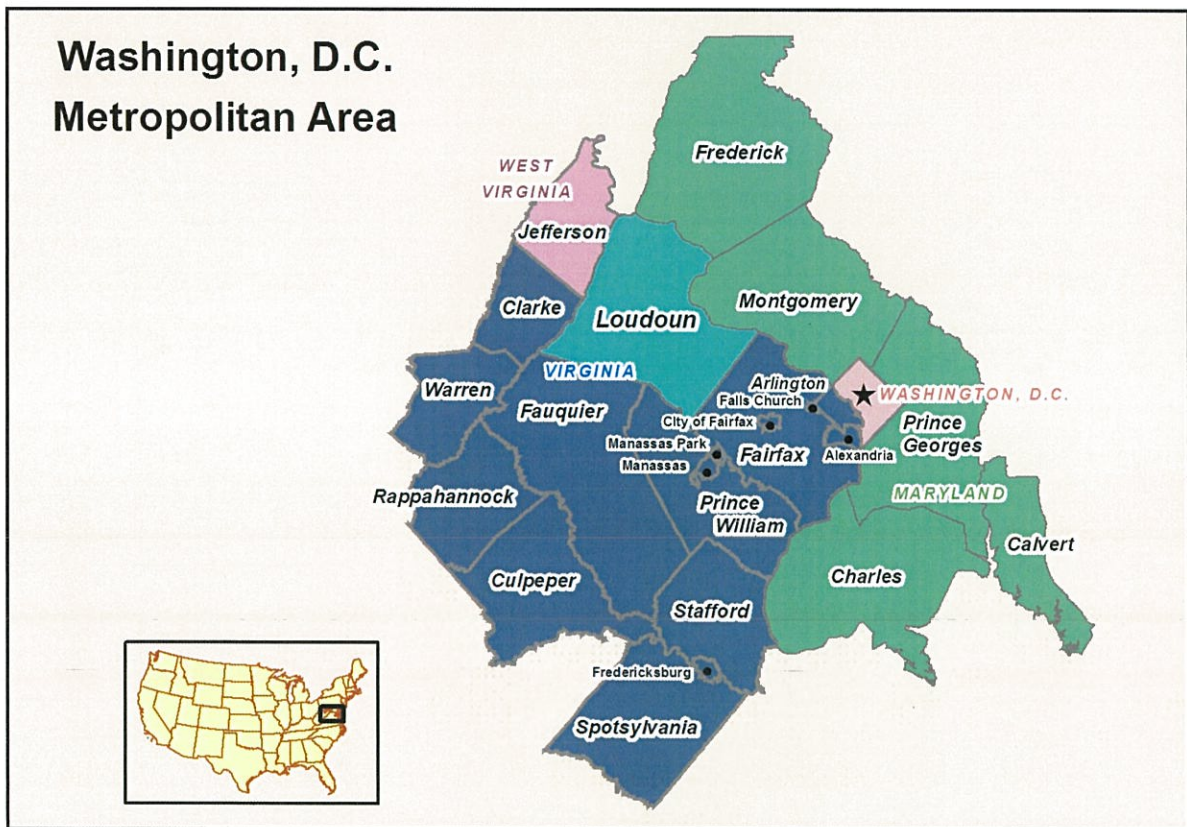 Washington, D.C.
Metropolitan Area
Frederick
WEST
VIRGINIA
Jefferson
Clarke
Loudoun
Montgomery
VIRGINIA
Warren
Fauquier
Arlington
Falls Church
WASHINGTON, D.C.
City of Fairfax
Prince
Georges
Manassas Park
Fairfax
Alexandria
Manassas
Rappahannock
Prince
William
MARYLAND
Calvert
Culpeper
Charles
Stafford
Fredericksburg
Spotsylvania